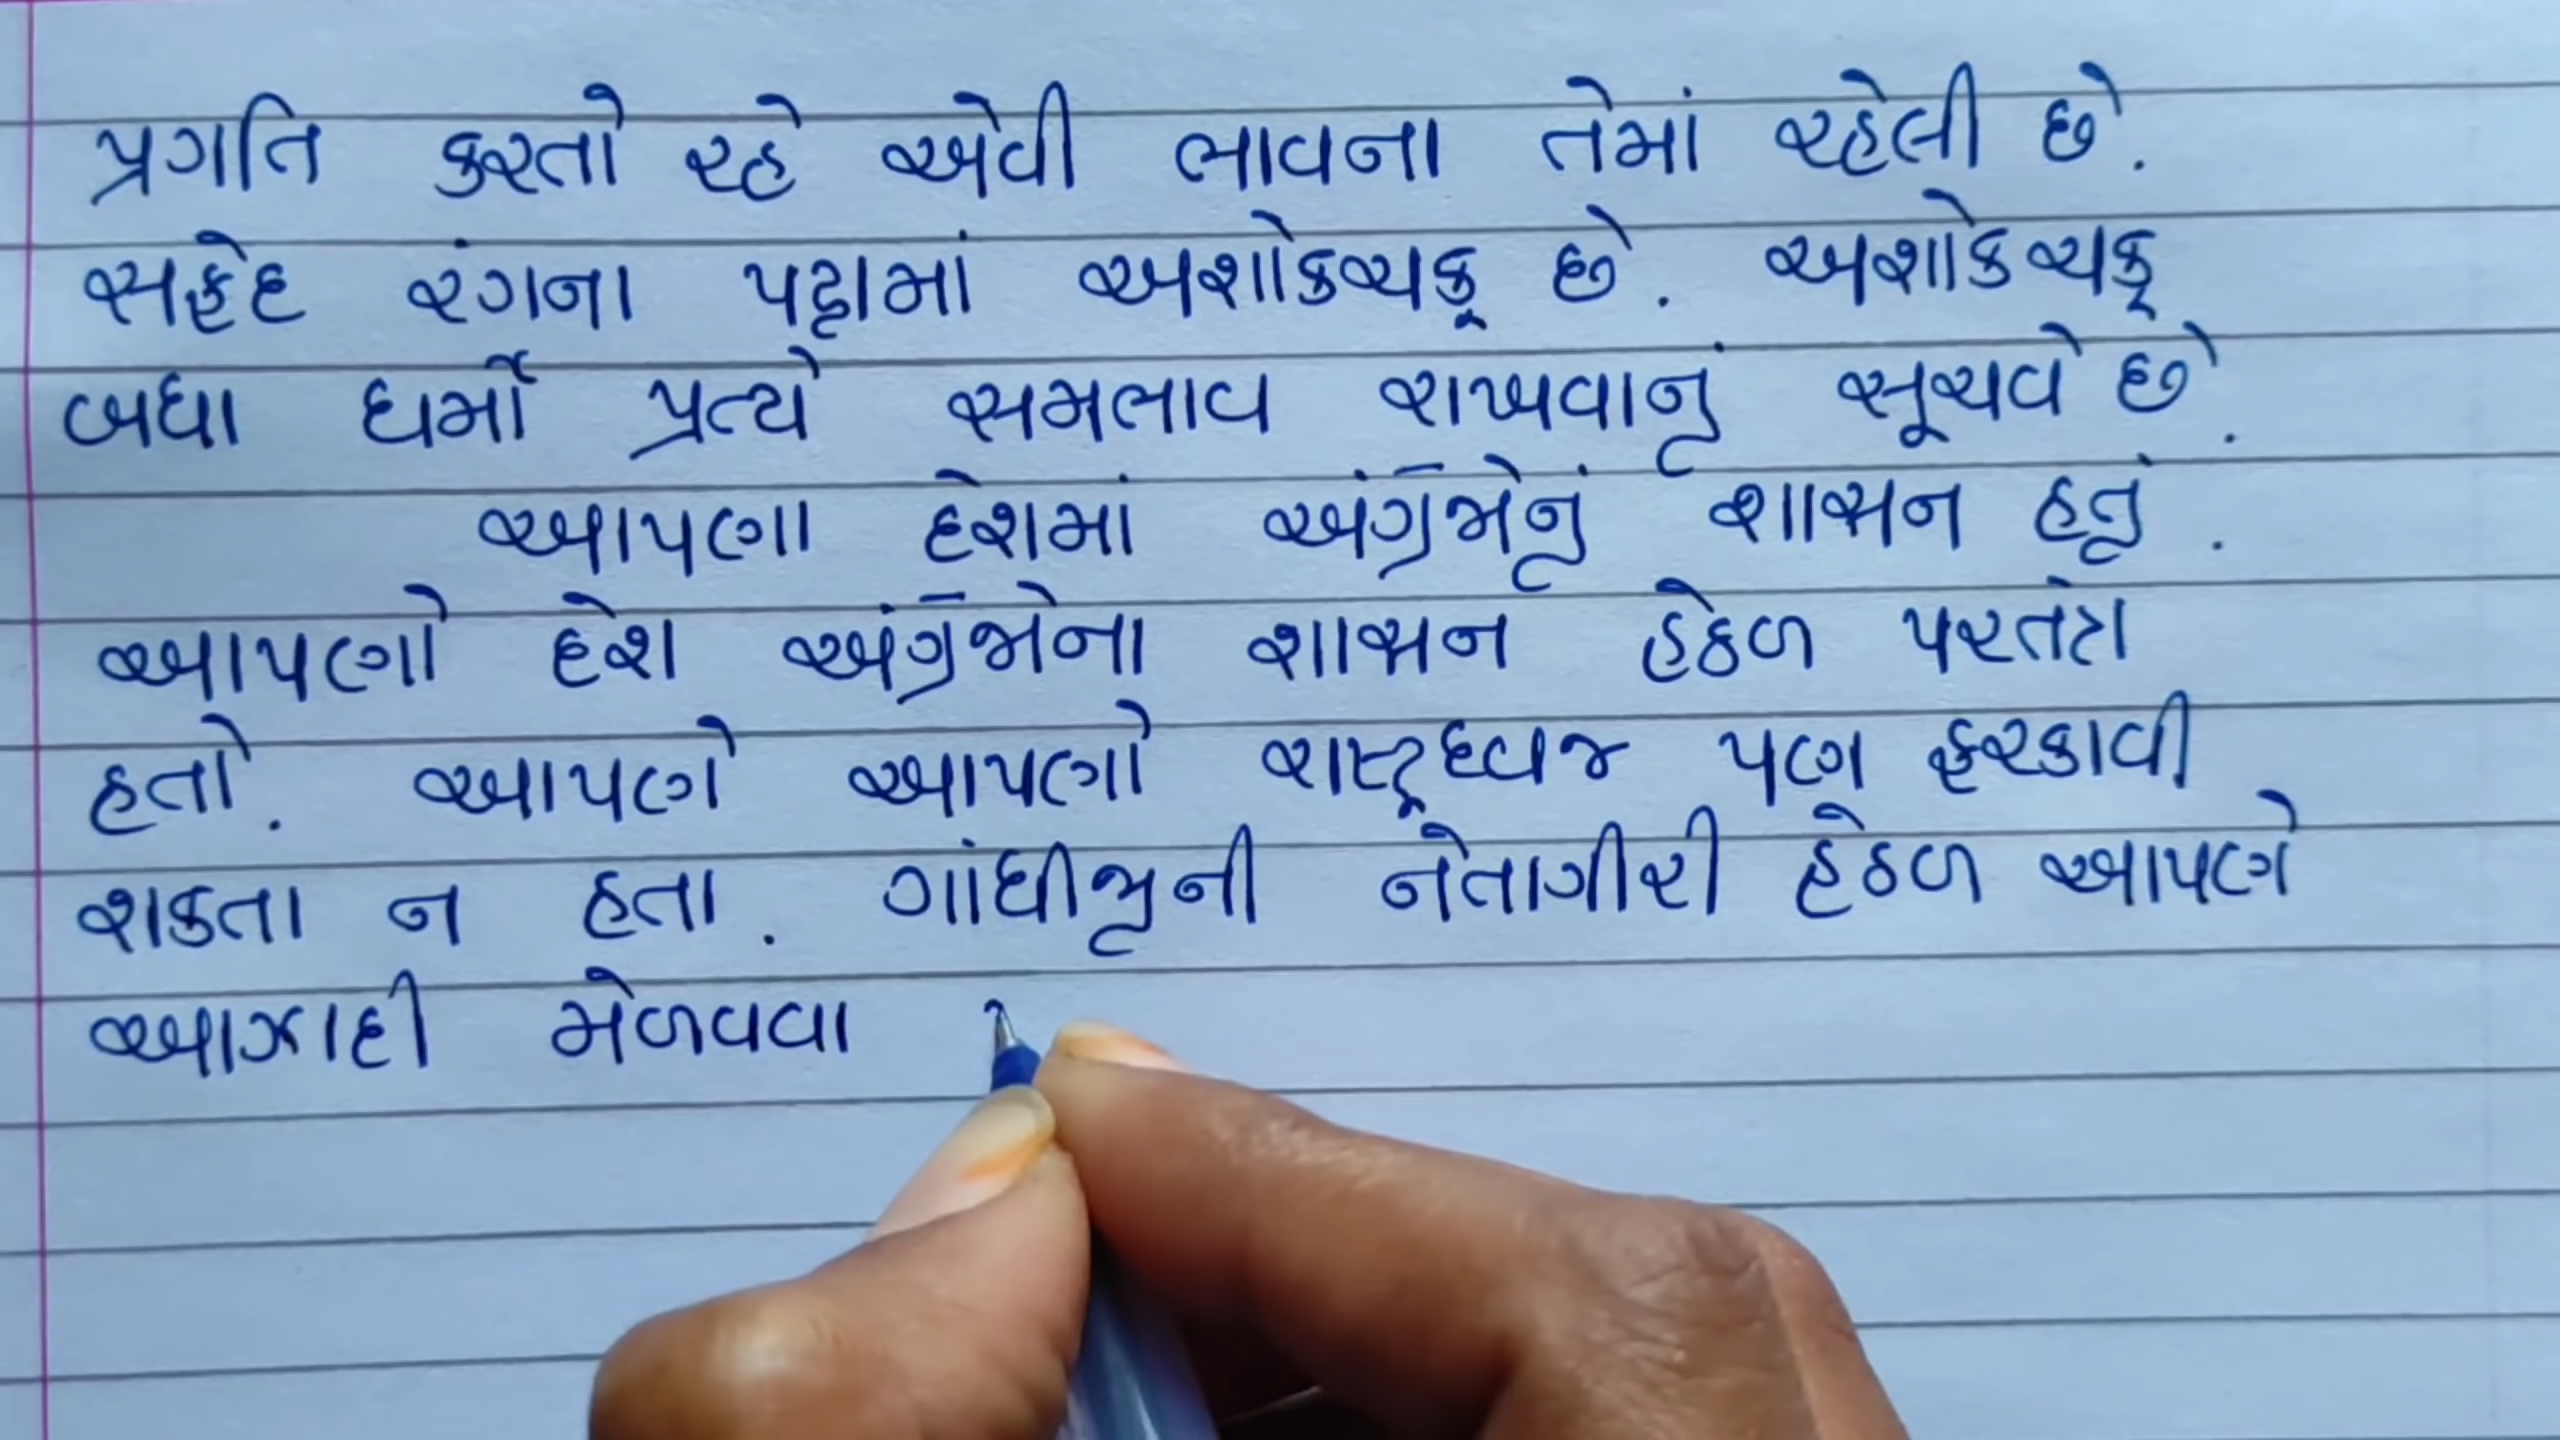 પ્રગતિ કરતો રહે એવી ભાવના તેમાં રહેલી છે.
સફેદ રંગના પટ્ટામાં અશોકચક્ર છે. અશોકચક્ર
બધા ધર્મો પ્રત્યે સમભાવ રાખવાનું સૂચવે છે.
આપણા દેશમાં અંગ્રેજોનું શાસન હતું.
આપણો દેશ અંગ્રેજોના શાસન હેઠળ પરતંત્ર
હતો. આપણે આપણો રાષ્ટ્રધ્વજ પણ ફરકાવી
શકતા ન હતા. ગાંધીજીની નેતાગીરી હેઠળ આપણે
આઝાદી મેળવવા